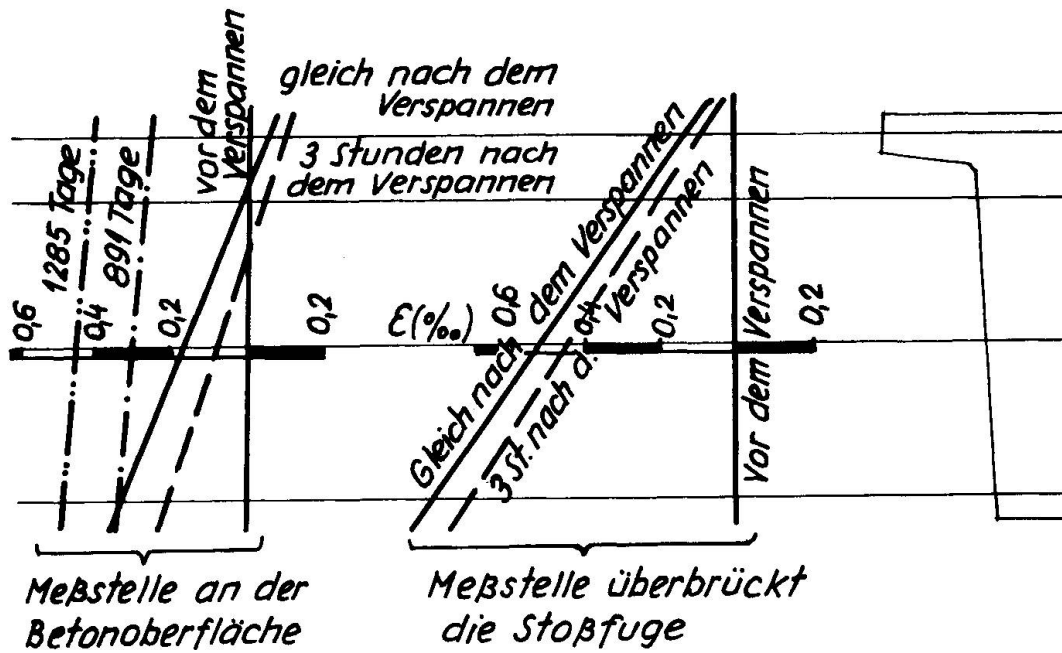 vor dem
Verspannen
gleich nach dem
Verspannen
3 Stunden nach
dem Verspannen
1285 Tage
891 Tage
0,6
0,4
0,2
0,2
ε(‰)
0,6
0,4
0,2
0,2
Gleich nach dem Verspannen
3 St. nach d. Verspannen
Vor dem Verspannen
Meßstelle an der
Betonoberfläche
Meßstelle überbrückt
die Stoßfuge